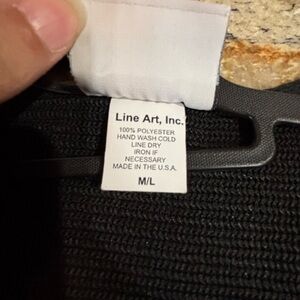 Line Art, Inc.
100% POLYESTER
HAND WASH COLD
LINE DRY
IRON IF
NECESSARY
MADE IN THE U.S.A.
M/L